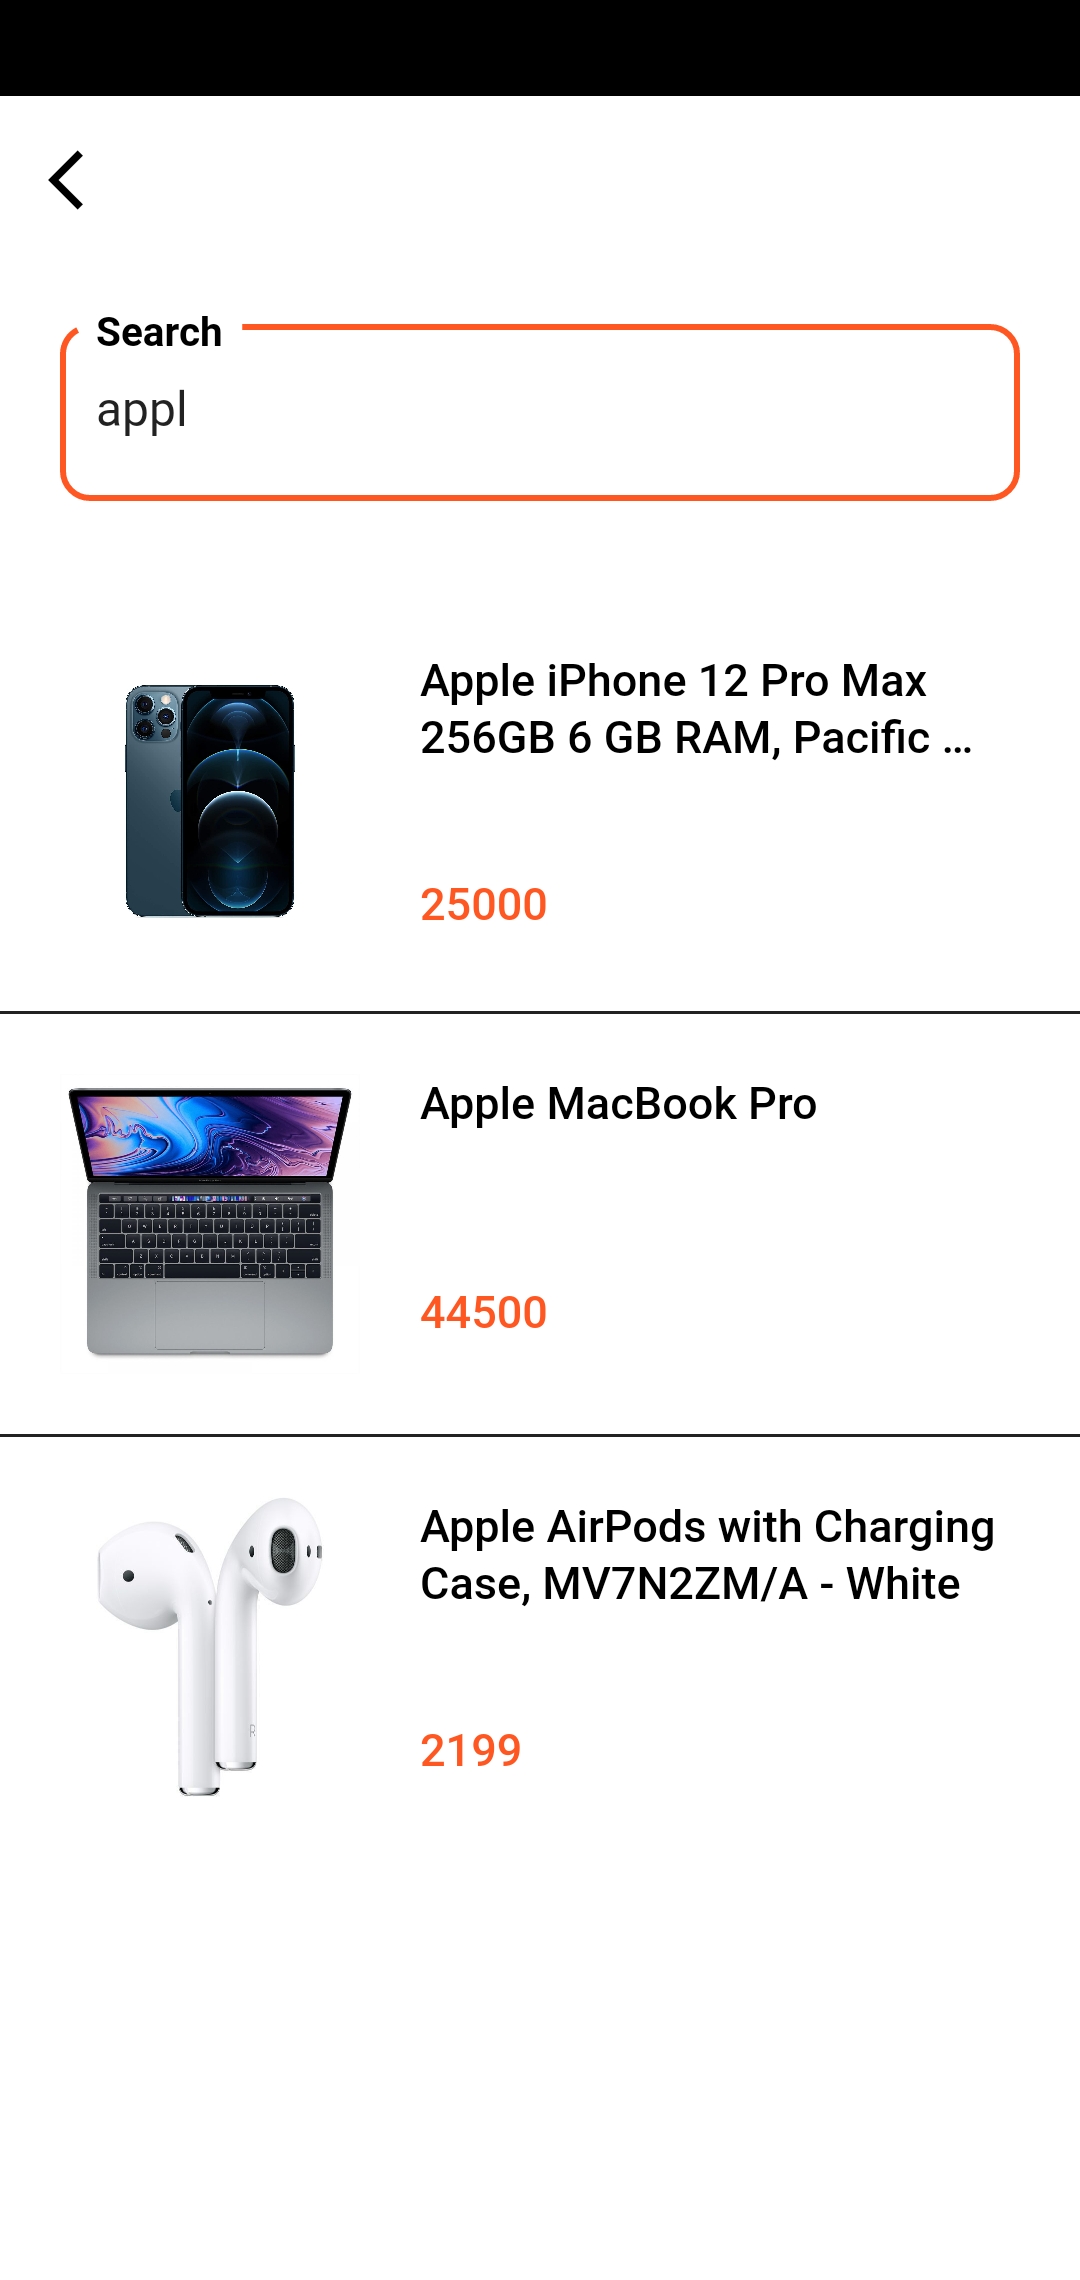 Search
appl
Apple iPhone 12 Pro Max
256GB 6 GB RAM, Pacific ...
25000
Apple MacBook Pro
44500
Apple AirPods with Charging
Case, MV7N2ZM/A - White
2199